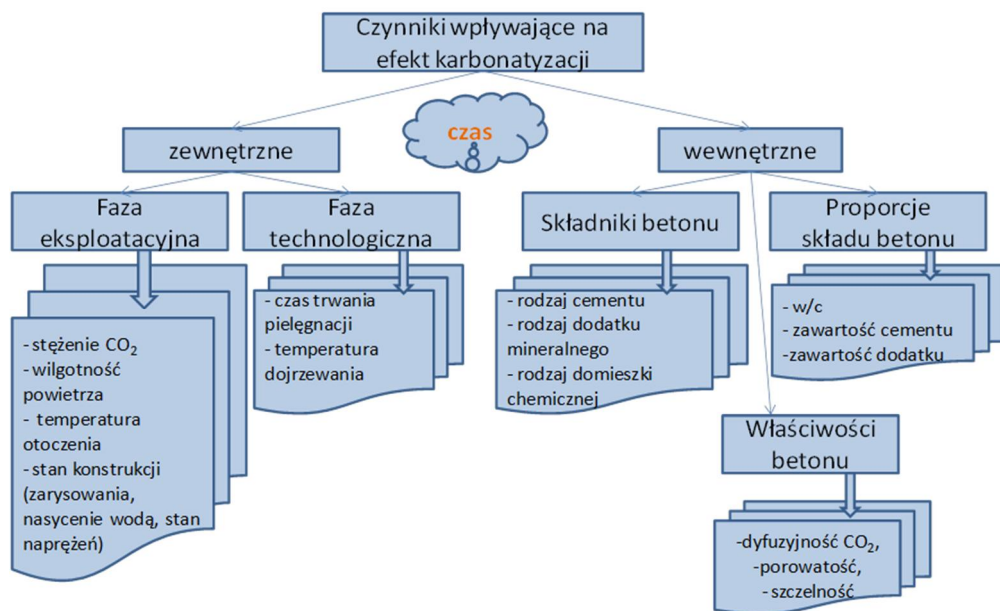 Czynniki wpływające na
efekt karbonatyzacji
czas
zewnętrzne
wewnętrzne
Faza
eksploatacyjna
Faza
technologiczna
Składniki betonu
Proporcje
składu betonu
- stężenie CO₂
- wilgotność
powietrza
- temperatura
otoczenia
- stan konstrukcji
(zarysowania,
nasycenie wodą, stan
naprężeń)
- czas trwania
pielęgnacji
- temperatura
dojrzewania
- rodzaj cementu
- rodzaj dodatku
mineralnego
- rodzaj domieszki
chemicznej
- w/c
- zawartość cementu
-zawartość dodatku
Właściwości
betonu
-dyfuzyjność CO₂,
- porowatość,
- szczelność